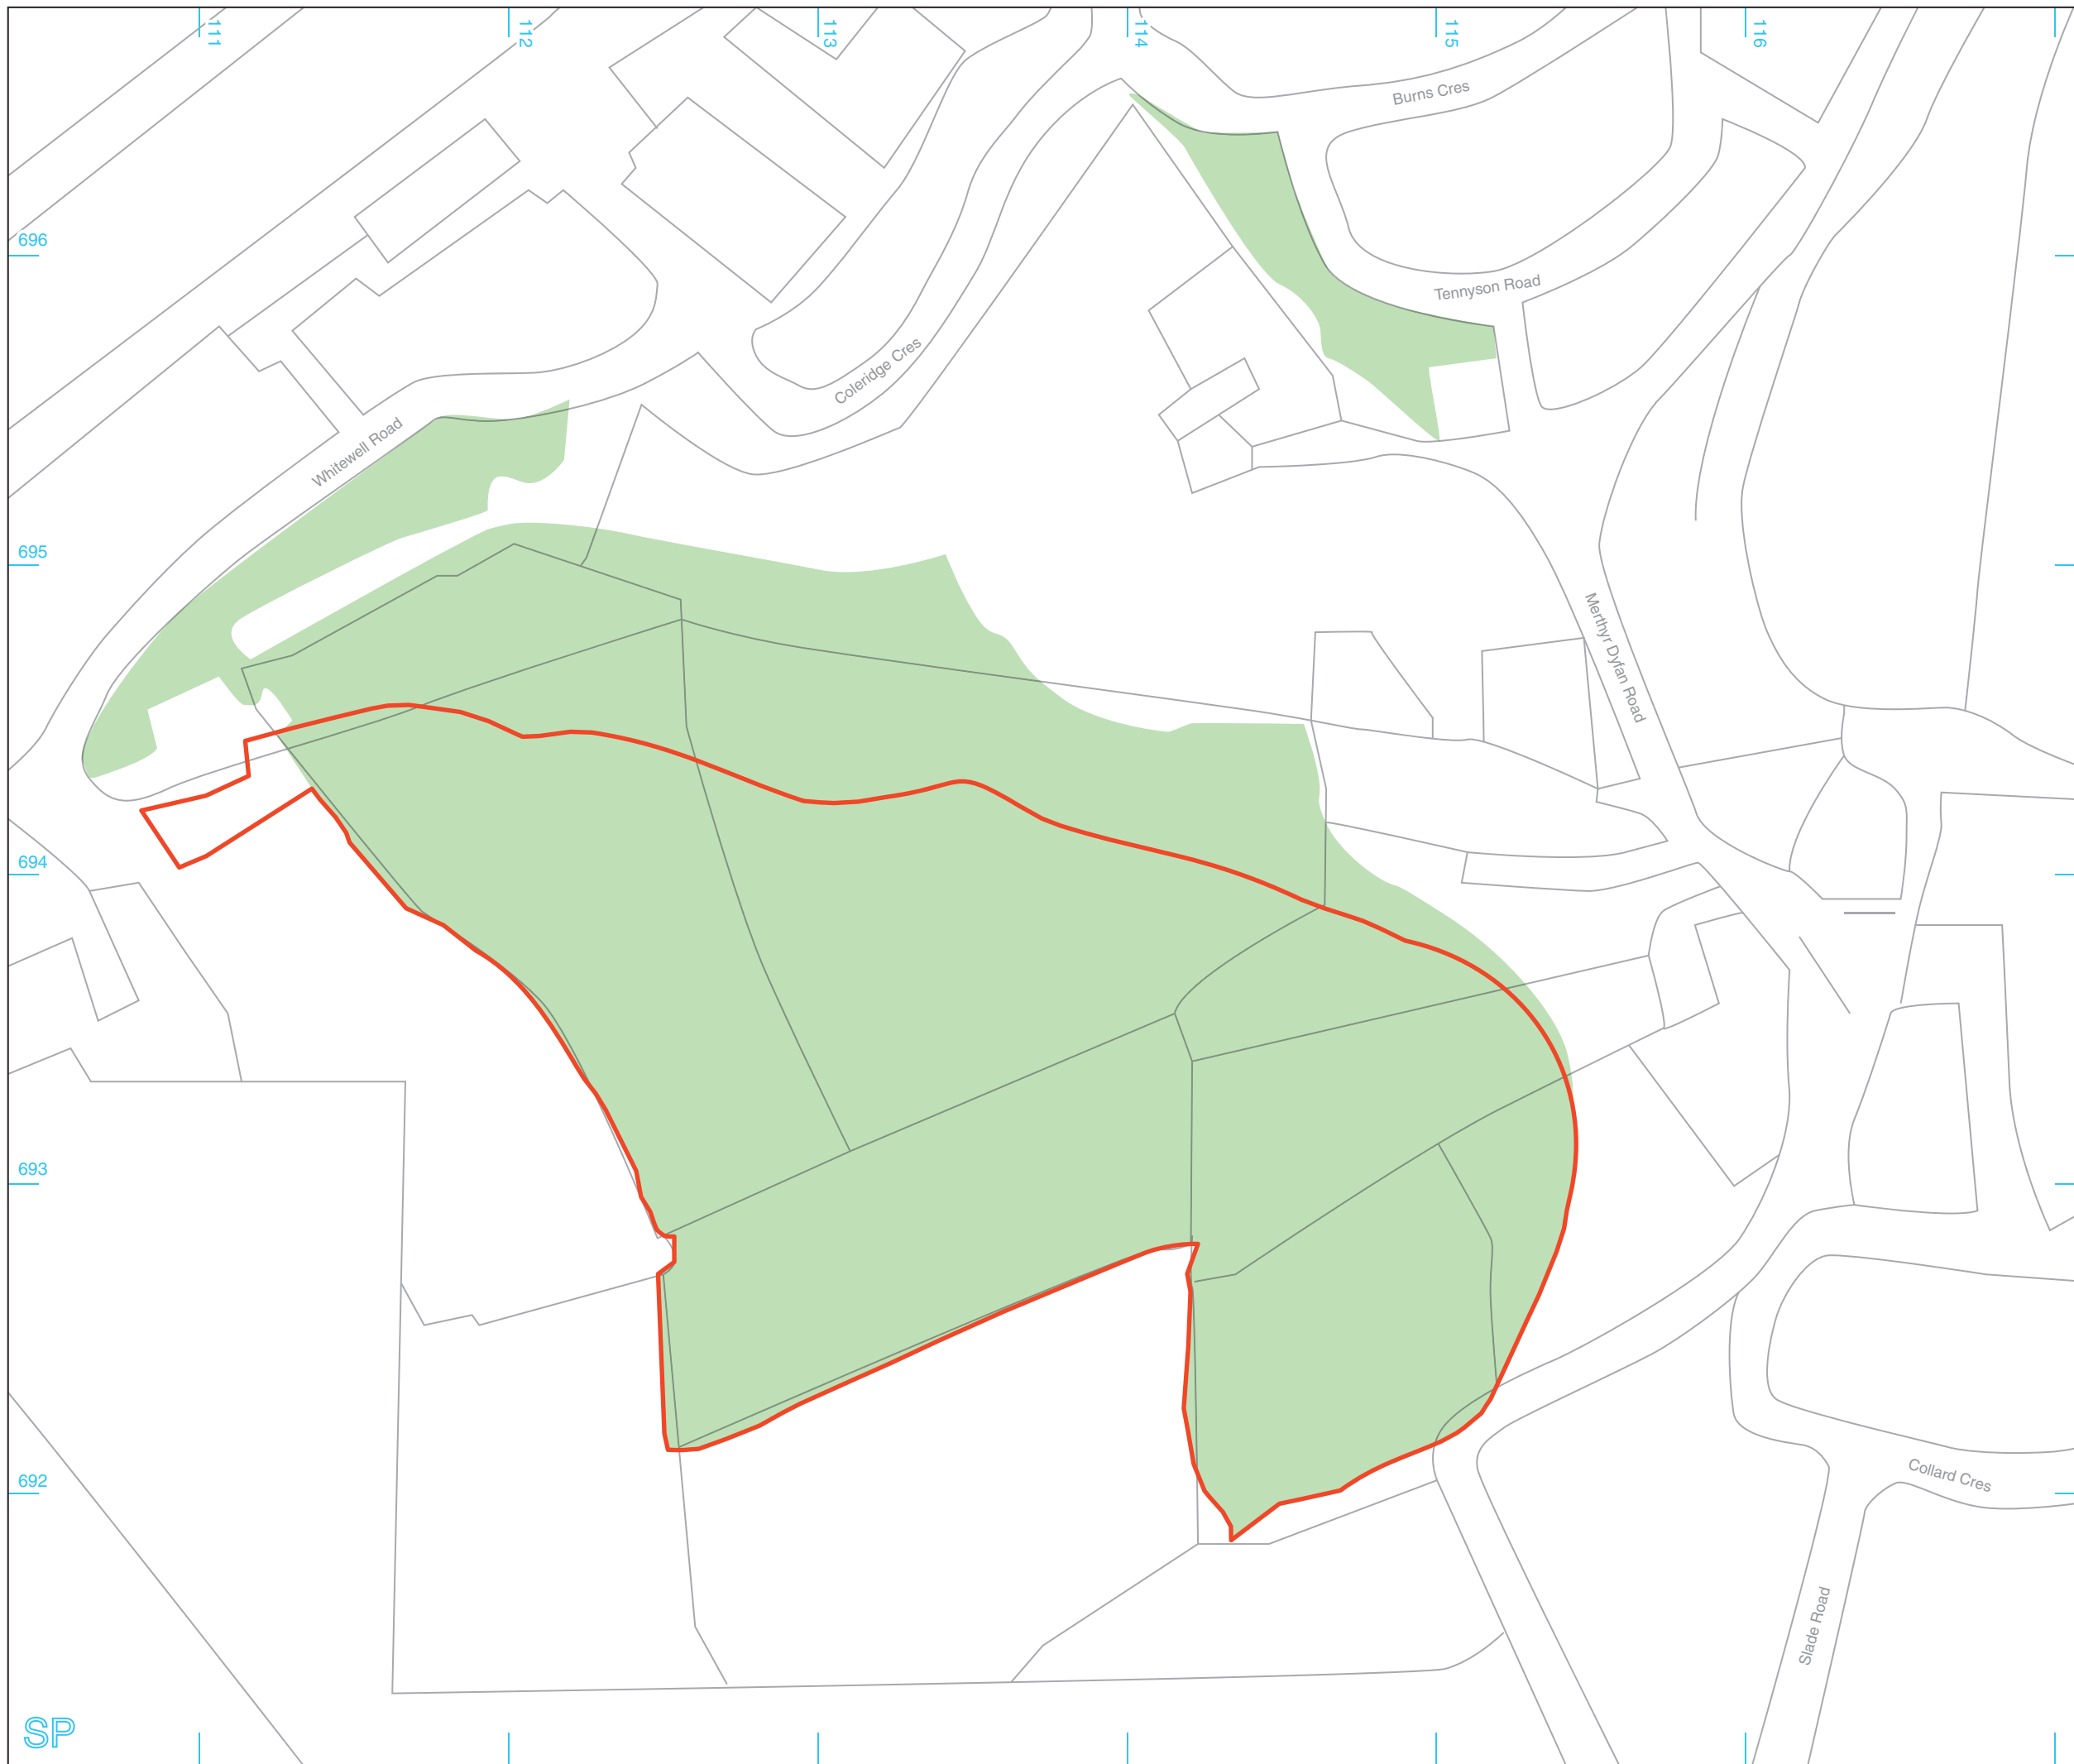 111
112
113
114
115
116
Burns Cres
696
Tennyson Road
Coleridge Cres
Whitewell Road
695
Merthyr Dyfan Road
694
693
692
Collard Cres
Slade Road
SP